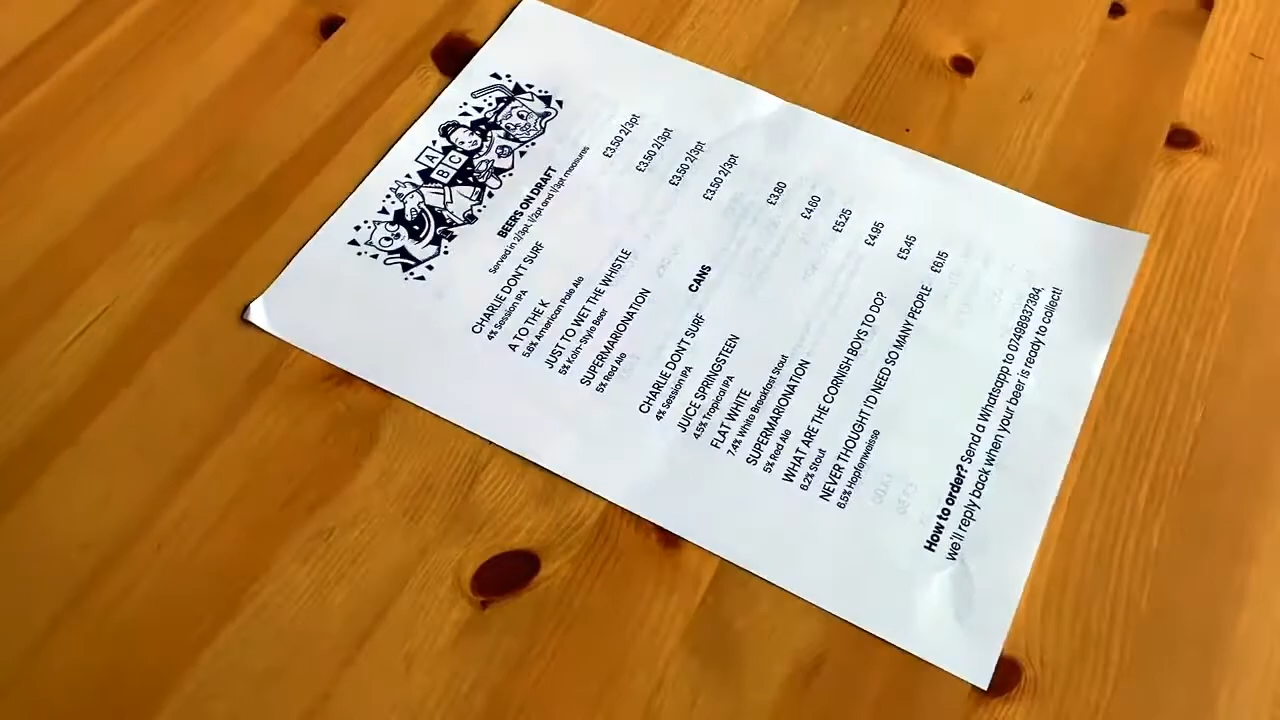 A
B C
BEERS ON DRAFT
Served in 2/3pt, 1/2pt and 1/3pt measures
CHARLIE DON'T SURF £3.50 2/3pt
4% Session IPA
A TO THE K £3.50 2/3pt
5.6% American Pale Ale
JUST TO WET THE WHISTLE £3.50 2/3pt
5% Koln-Style Beer
SUPERMARIONATION £3.50 2/3pt
5% Red Ale
CANS
CHARLIE DON'T SURF £3.80
4% Session IPA
JUICE SPRINGSTEEN £4.60
4.5% Tropical IPA
FLAT WHITE £5.25
7.4% White Breakfast Stout
SUPERMARIONATION £4.95
5% Red Ale
WHAT ARE THE CORNISH BOYS TO DO? £5.45
6.2% Stout
NEVER THOUGHT I'D NEED SO MANY PEOPLE £6.15
6.5% Hopfenweisse
How to order? Send a Whatsapp to 07498937384,
we'll reply back when your beer is ready to collect!